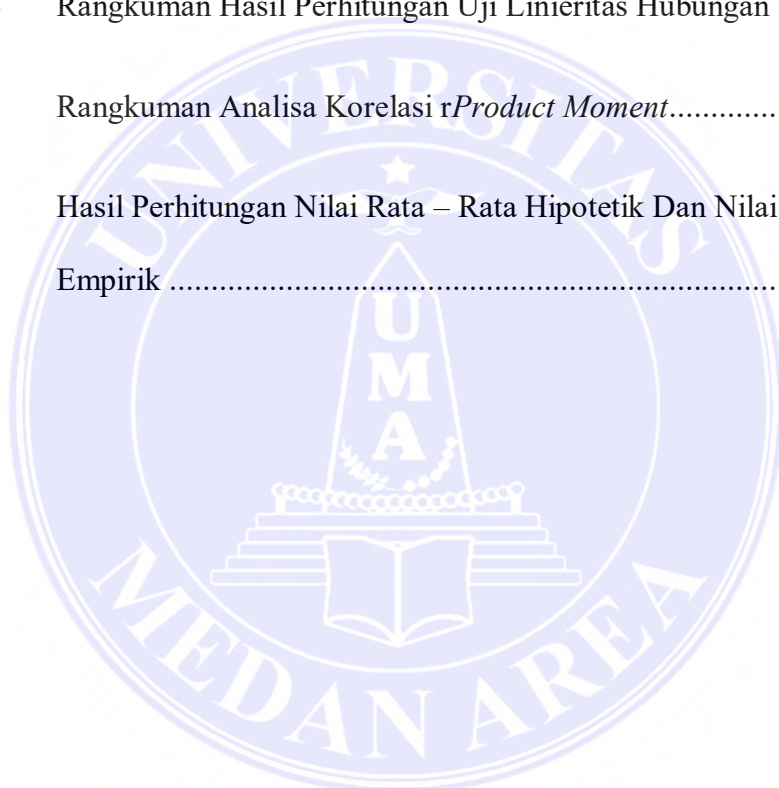 Rangkuman Hasil Perhitungan Uji Linieritas Hubungan
Rangkuman Analisa Korelasi rProduct Moment.............
Hasil Perhitungan Nilai Rata – Rata Hipotetik Dan Nilai
Empirik .........................................................................
UNIVERSITAS
UMA
MEDAN AREA